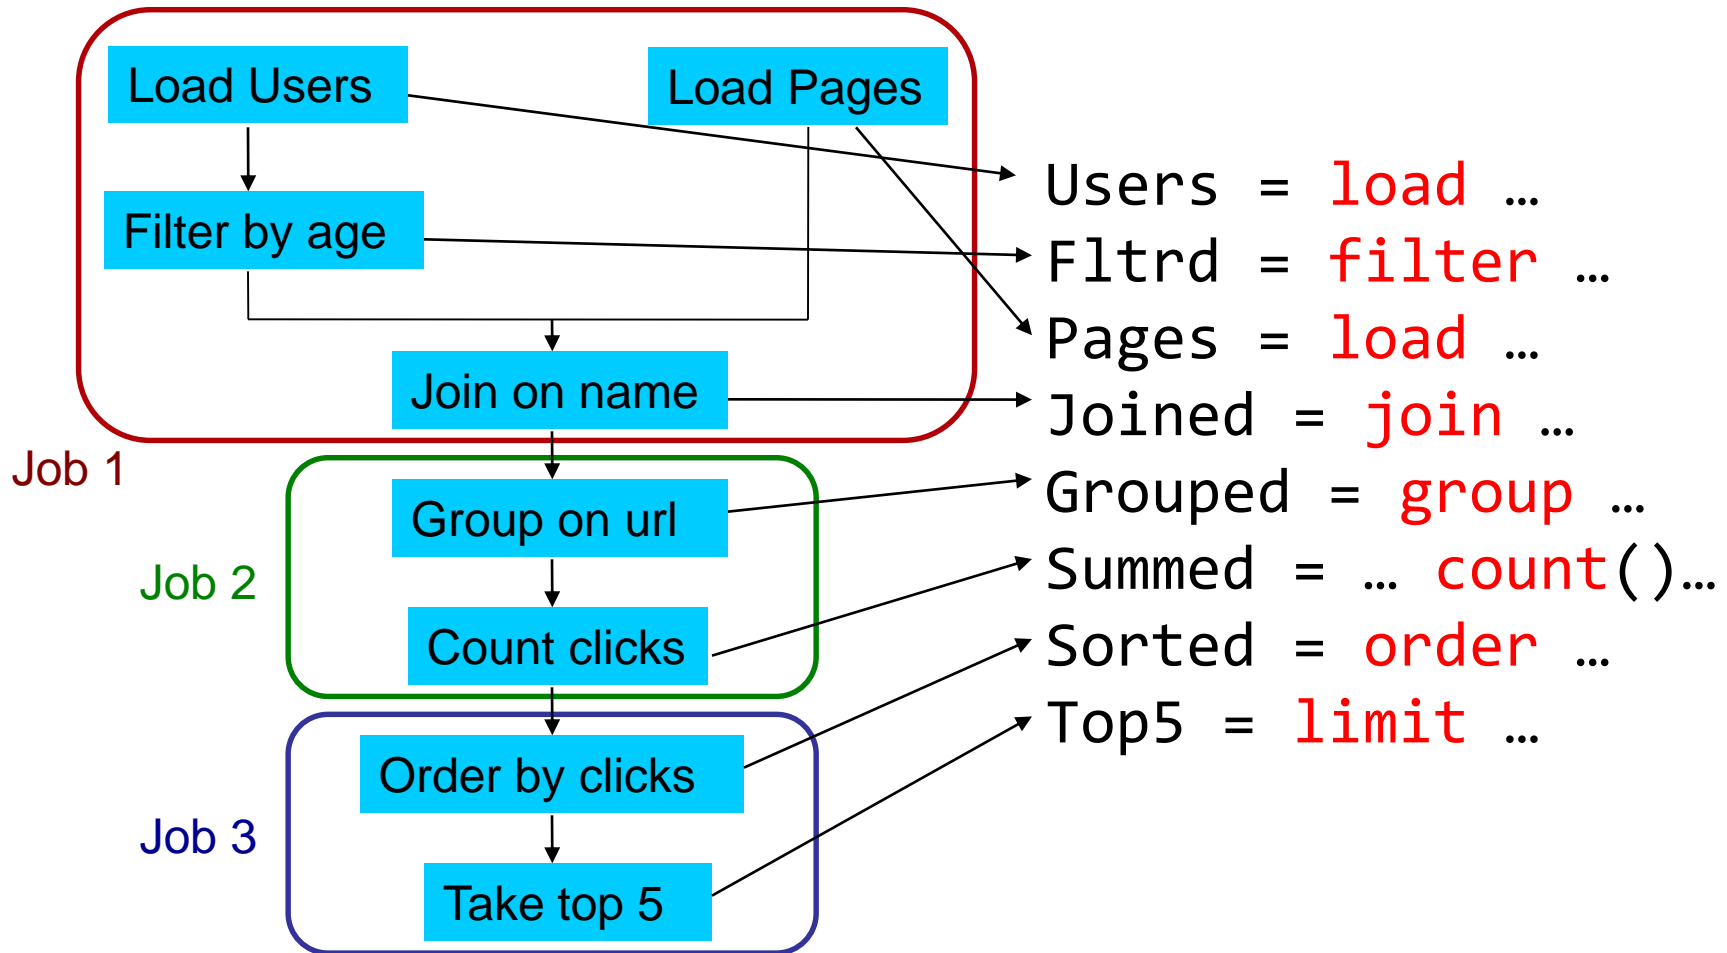 Load Users
Load Pages
Filter by age
Join on name
Job 1
Group on url
Job 2
Count clicks
Order by clicks
Job 3
Take top 5
Users = load …
Fltrd = filter …
Pages = load …
Joined = join …
Grouped = group …
Summed = … count()…
Sorted = order …
Top5 = limit …